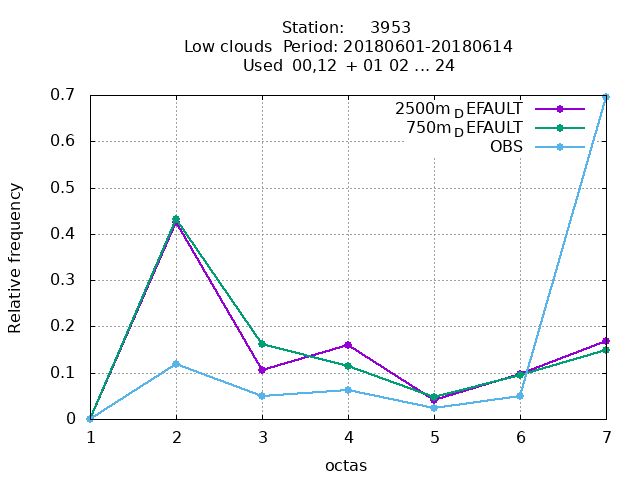 Station: 3953
Low clouds Period: 20180601-20180614
Used 00,12 + 01 02 ... 24
2500m_DEFAULT
750m_DEFAULT
OBS
Relative frequency
0.7
0.6
0.5
0.4
0.3
0.2
0.1
0
1 2 3 4 5 6 7
octas